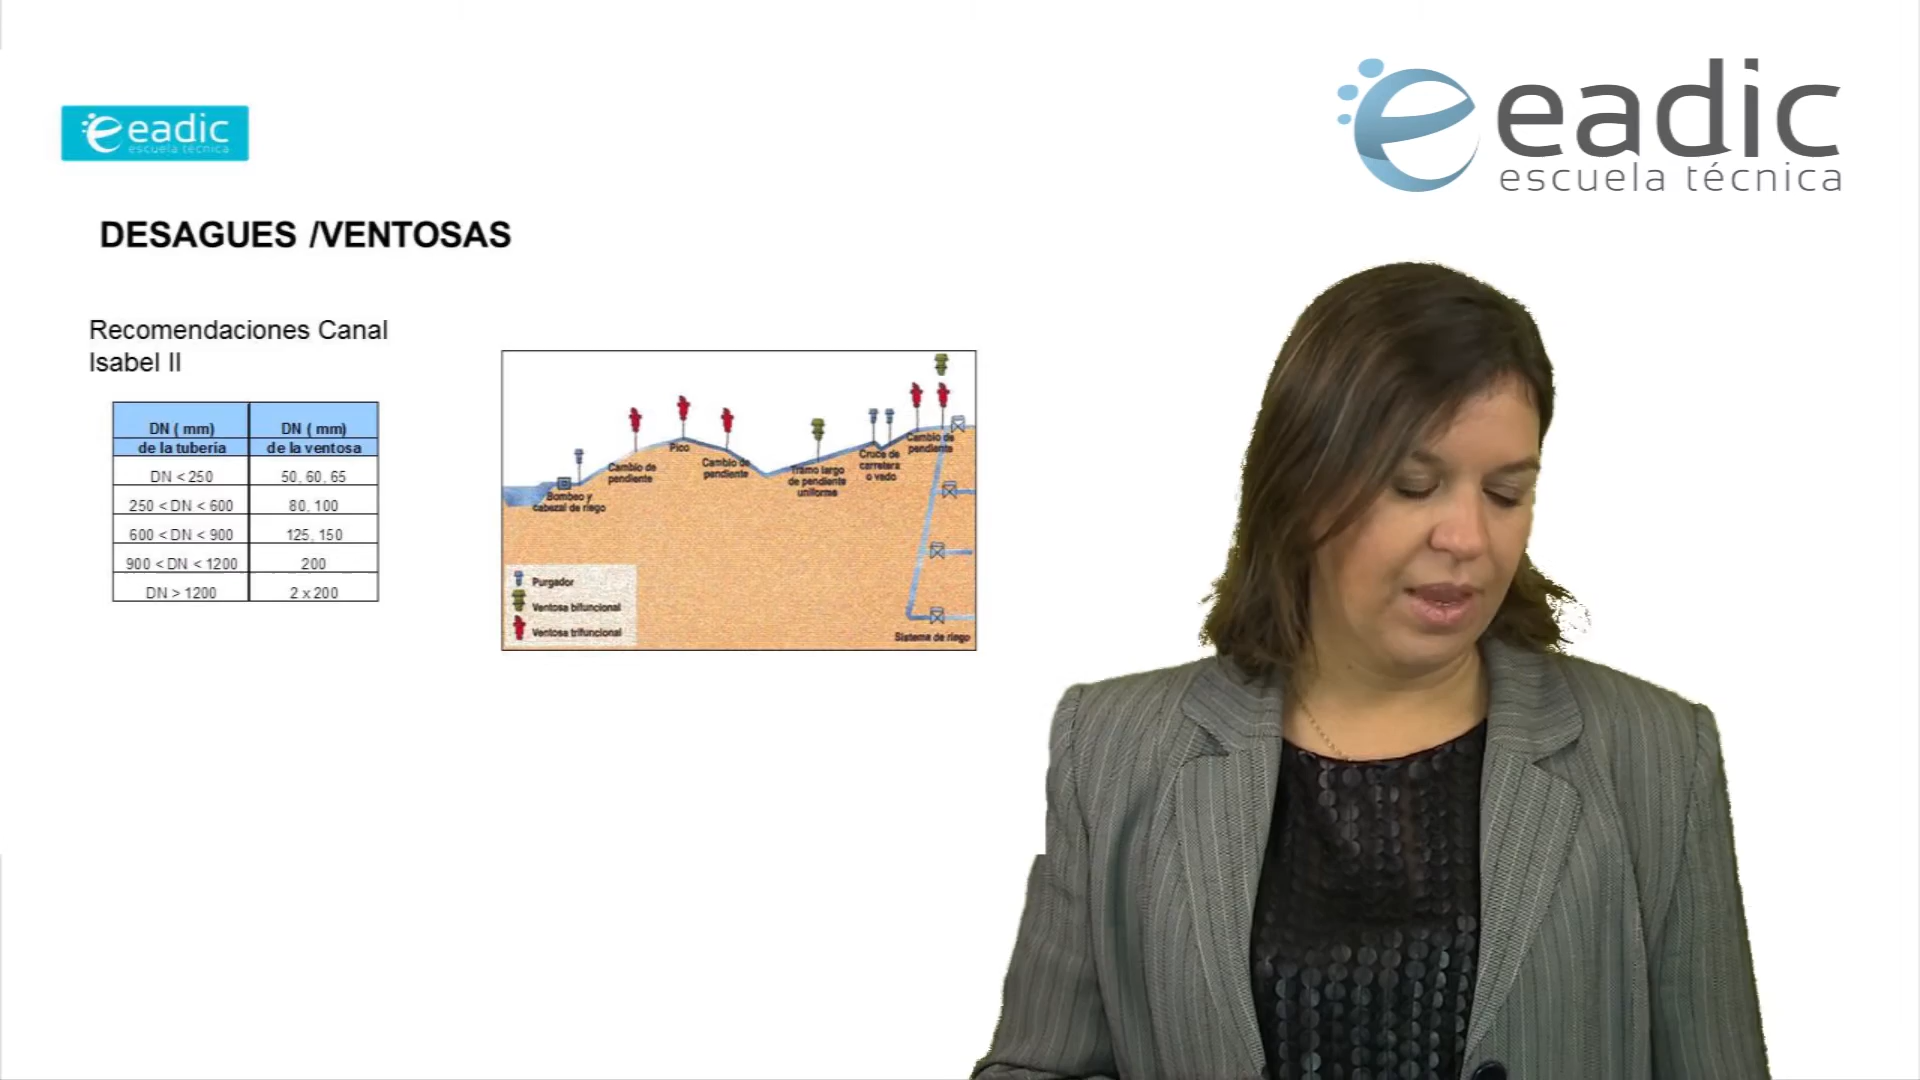 eadic
escuela técnica
eadic
escuela técnica
DESAGUES /VENTOSAS
Recomendaciones Canal
Isabel II
DN ( mm) DN ( mm)
de la tubería de la ventosa
DN < 250 50, 60, 65
250 < DN < 600 80, 100
600 < DN < 900 125, 150
900 < DN < 1200 200
DN > 1200 2 x 200
Bombeo y
cabezal de riego
Cambio de
pendiente
Pico
Cambio de
pendiente
Tramo largo
de pendiente
uniforme
Cruce de
carretera
o vado
Cambio de
pendiente
Purgador
Ventosa bifuncional
Ventosa trifuncional
Sistema de riego